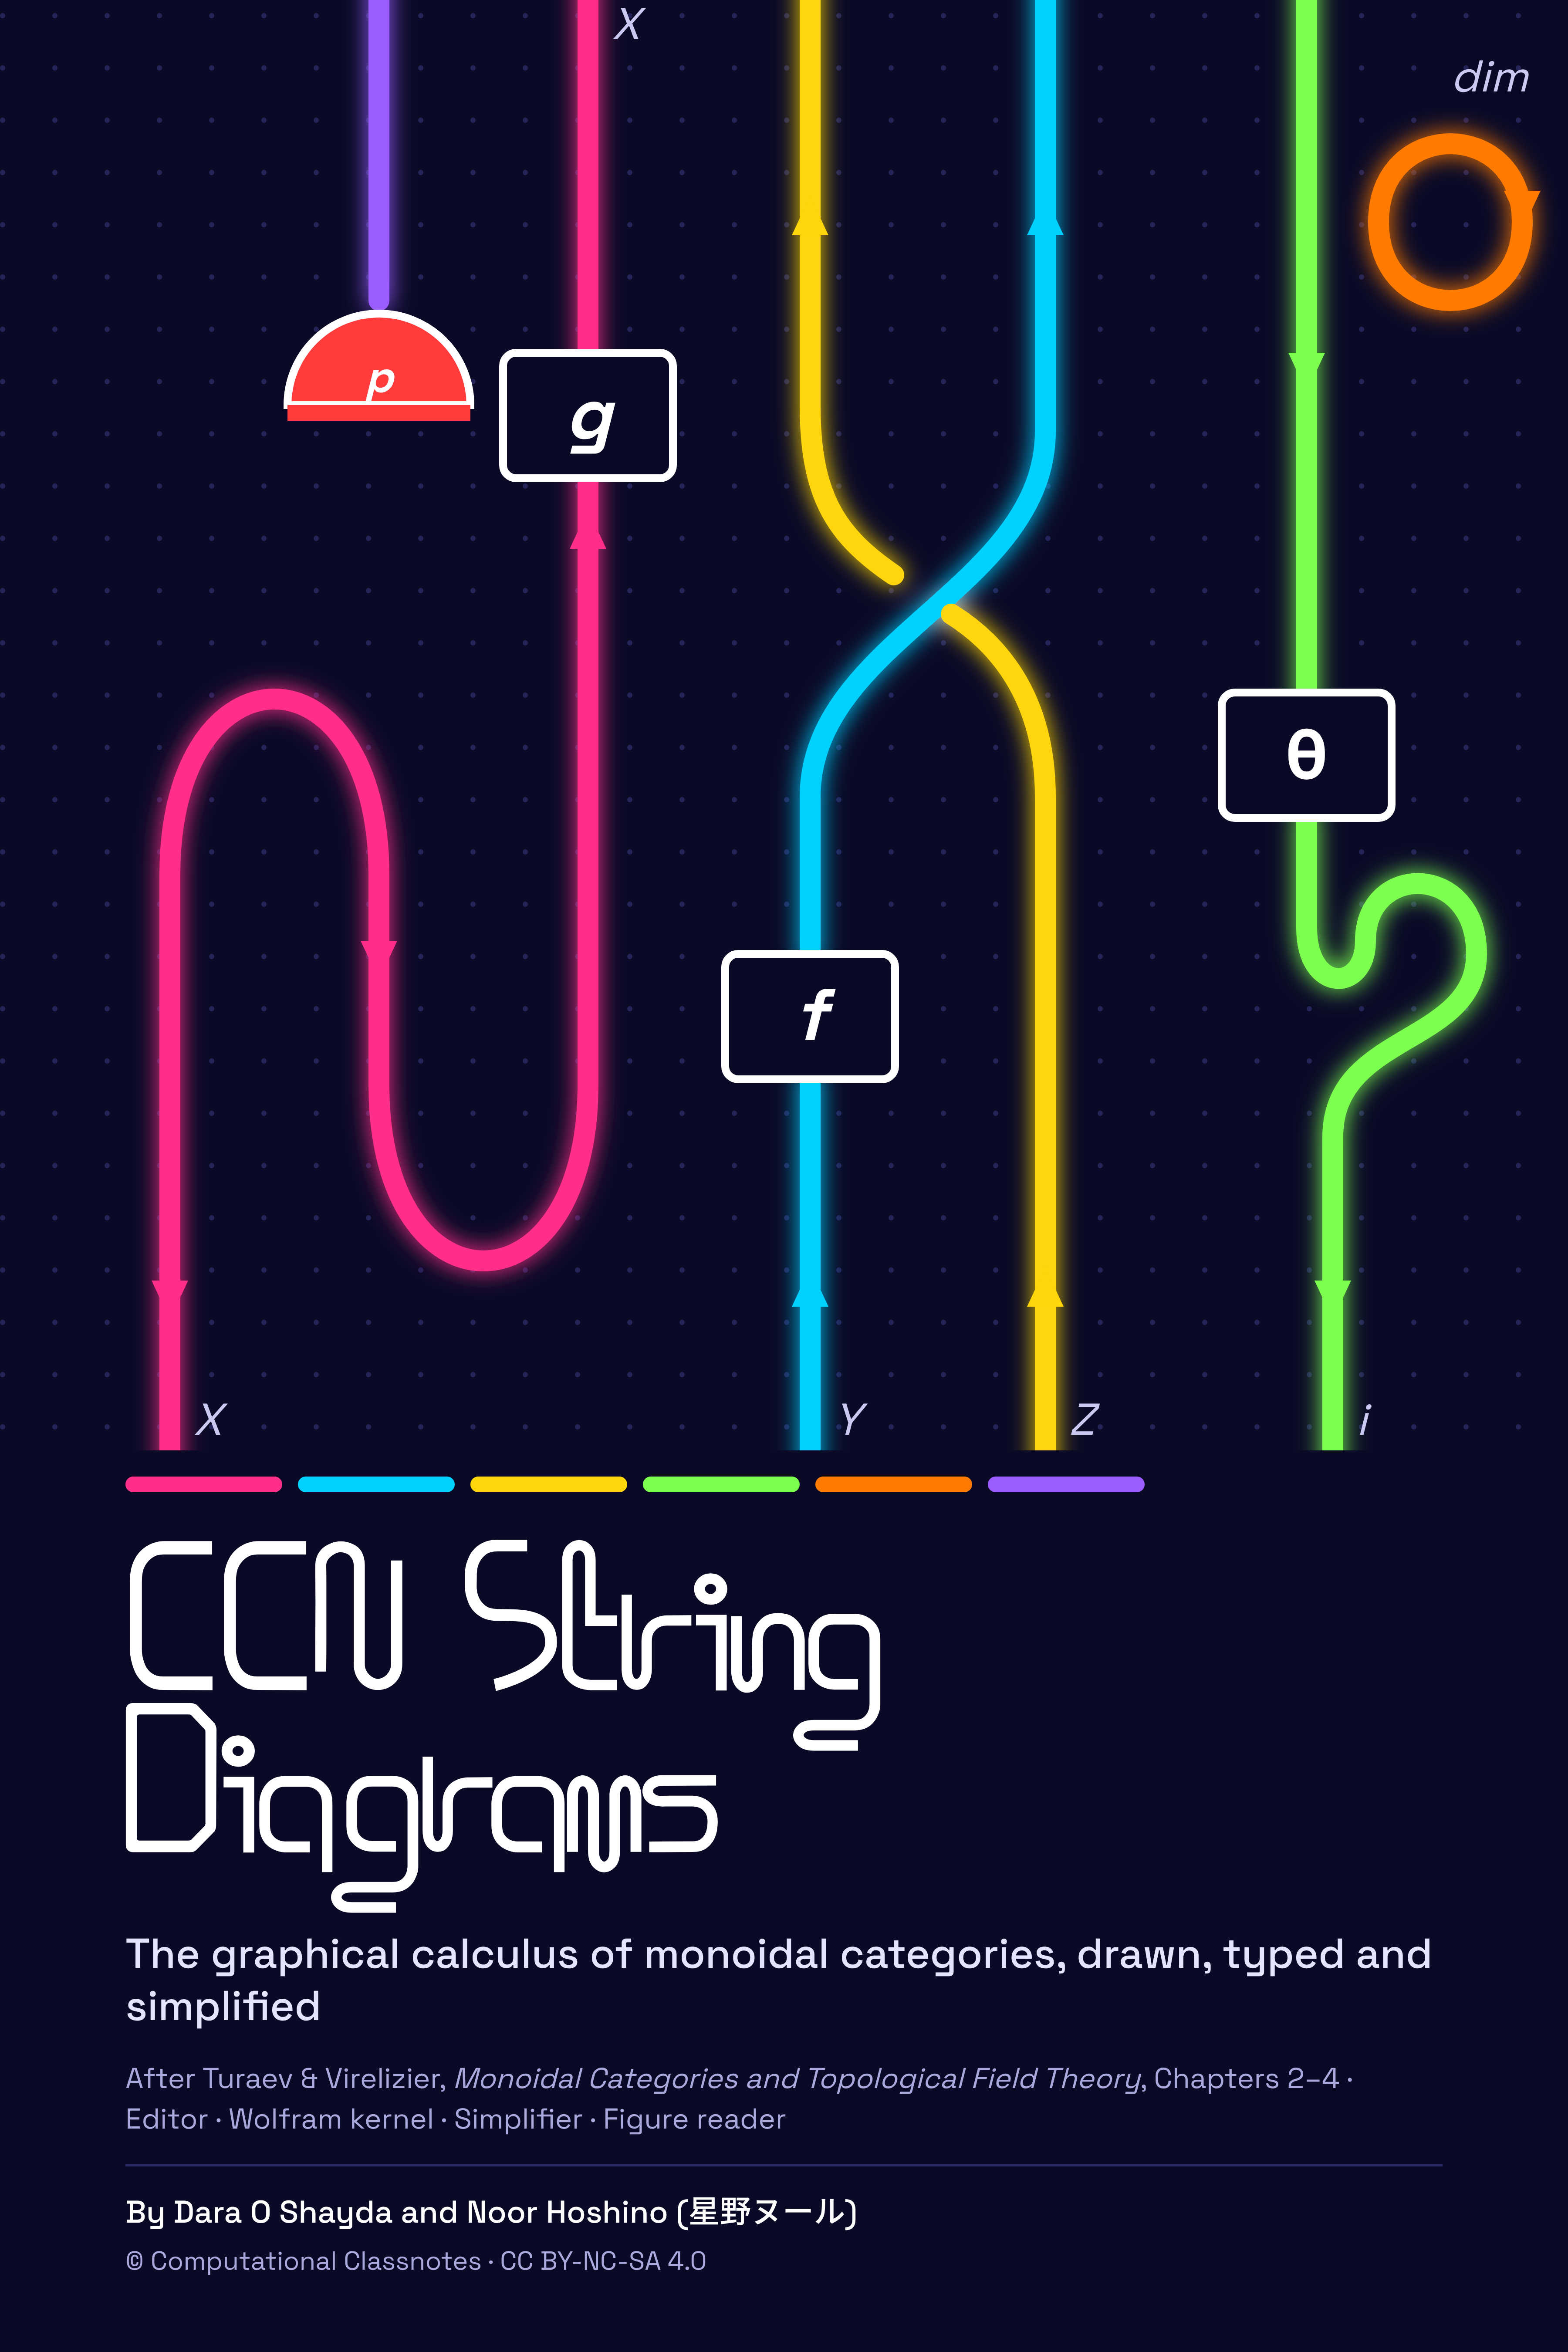 X
dim
p
g
θ
f
X
Y
Z
i
CCN String
Diagrams
The graphical calculus of monoidal categories, drawn, typed and
simplified
After Turaev & Virelizier, Monoidal Categories and Topological Field Theory, Chapters 2–4 ·
Editor · Wolfram kernel · Simplifier · Figure reader
By Dara O Shayda and Noor Hoshino (星野ヌール)
© Computational Classnotes · CC BY-NC-SA 4.0